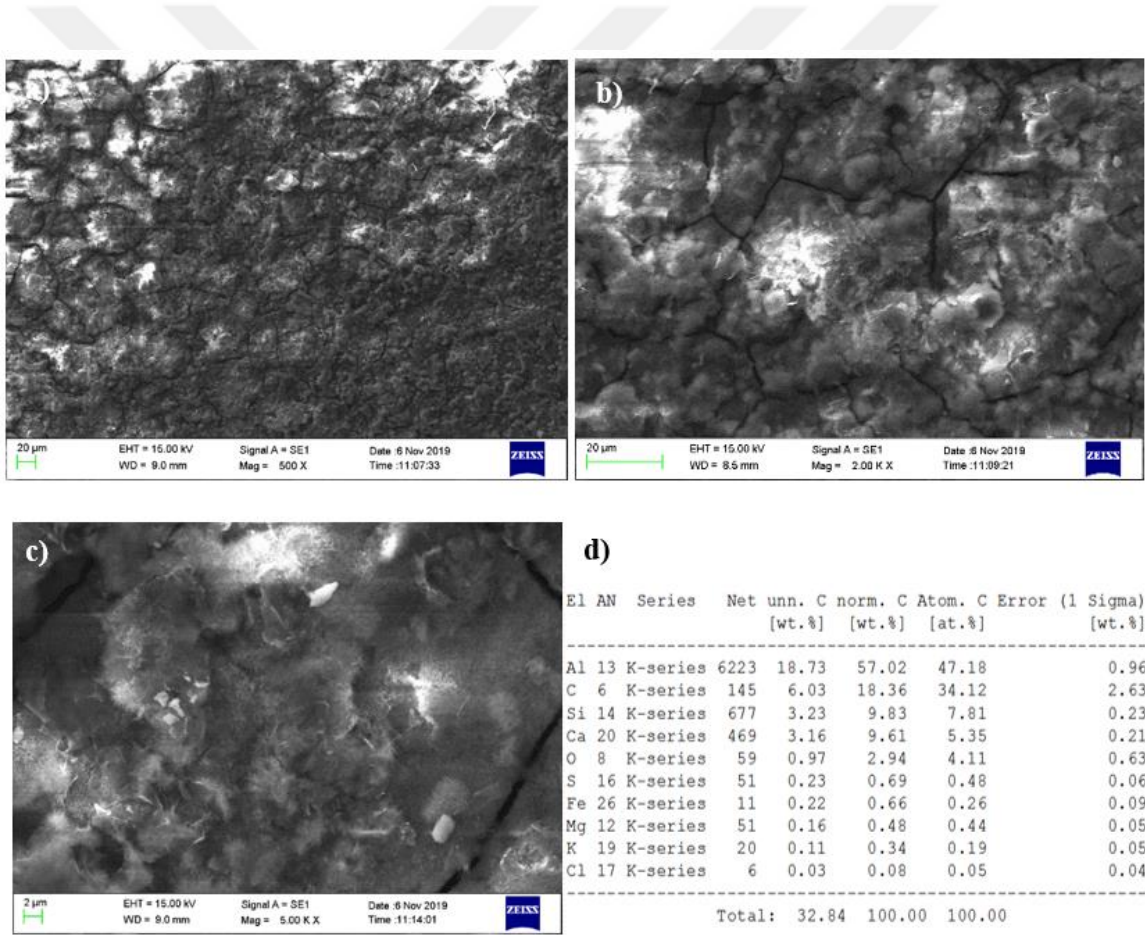 )
20 µm EHT = 15.00 kV Signal A = SE1 Date :6 Nov 2019 ZEISS
WD = 9.0 mm Mag = 500 X Time :11:07:33
b)
20 µm EHT = 15.00 kV Signal A = SE1 Date :6 Nov 2019 ZEISS
WD = 8.5 mm Mag = 2.00 K X Time :11:09:21
c)
2 µm EHT = 15.00 kV Signal A = SE1 Date :6 Nov 2019 ZEISS
WD = 9.0 mm Mag = 5.00 K X Time :11:14:01
d)
El AN Series Net unn. C norm. C Atom. C Error (1 Sigma)
[wt.%] [wt.%] [at.%] [wt.%]
Al 13 K-series 6223 18.73 57.02 47.18 0.96
C 6 K-series 145 6.03 18.36 34.12 2.63
Si 14 K-series 677 3.23 9.83 7.81 0.23
Ca 20 K-series 469 3.16 9.61 5.35 0.21
O 8 K-series 59 0.97 2.94 4.11 0.63
S 16 K-series 51 0.23 0.69 0.48 0.06
Fe 26 K-series 11 0.22 0.66 0.26 0.09
Mg 12 K-series 51 0.16 0.48 0.44 0.05
K 19 K-series 20 0.11 0.34 0.19 0.05
Cl 17 K-series 6 0.03 0.08 0.05 0.04
Total: 32.84 100.00 100.00